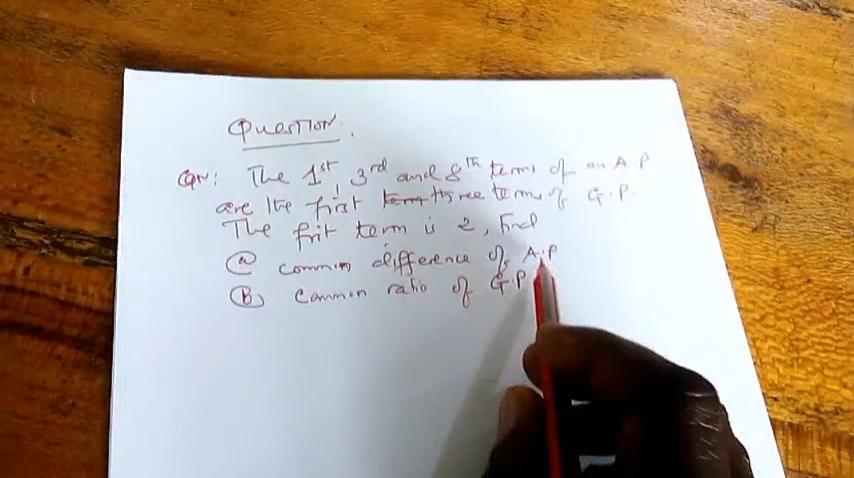 QUESTION.
QN: The 1st, 3rd and 8th terms of an A.P
are the first term three terms of G.P.
The first term is 2, find
(a) common difference of A.P
(B) Common ratio of G.P